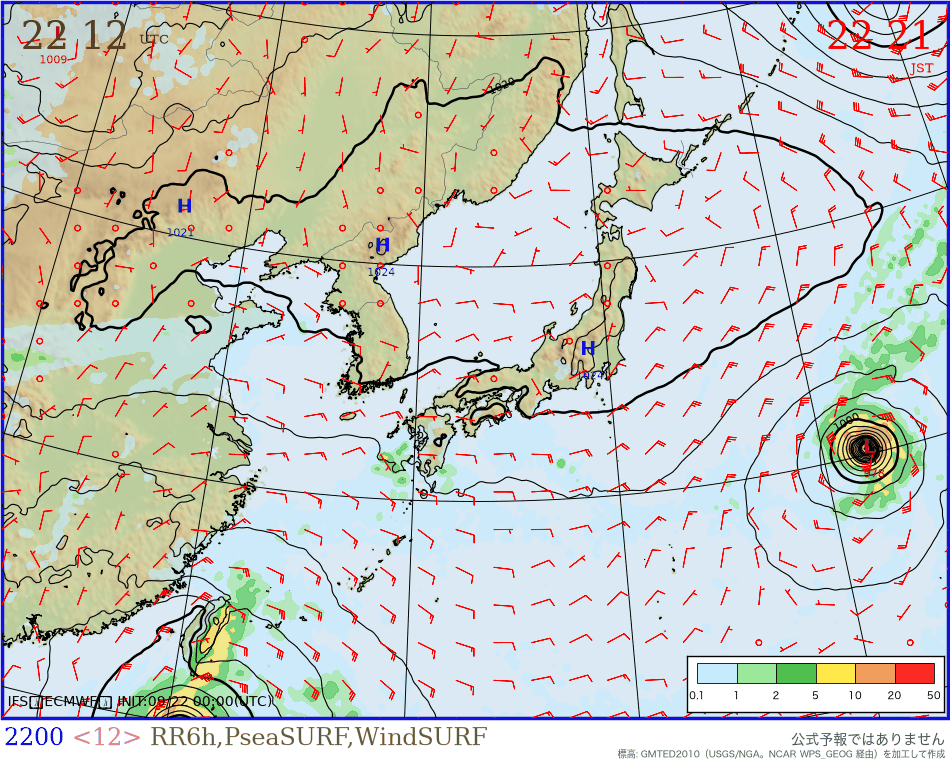 22 12 UTC
22 21
JST
1009
1020
H
1021
H
1024
H
1024
1000
IFS□(ECMWF□) INIT:09/22 00:00(UTC)
0.1 1 2 5 10 20 50
2200 <12> RR6h,PseaSURF,WindSURF
公式予報ではありません
標高: GMTED2010（USGS/NGA。NCAR WPS_GEOG 経由）を加工して作成